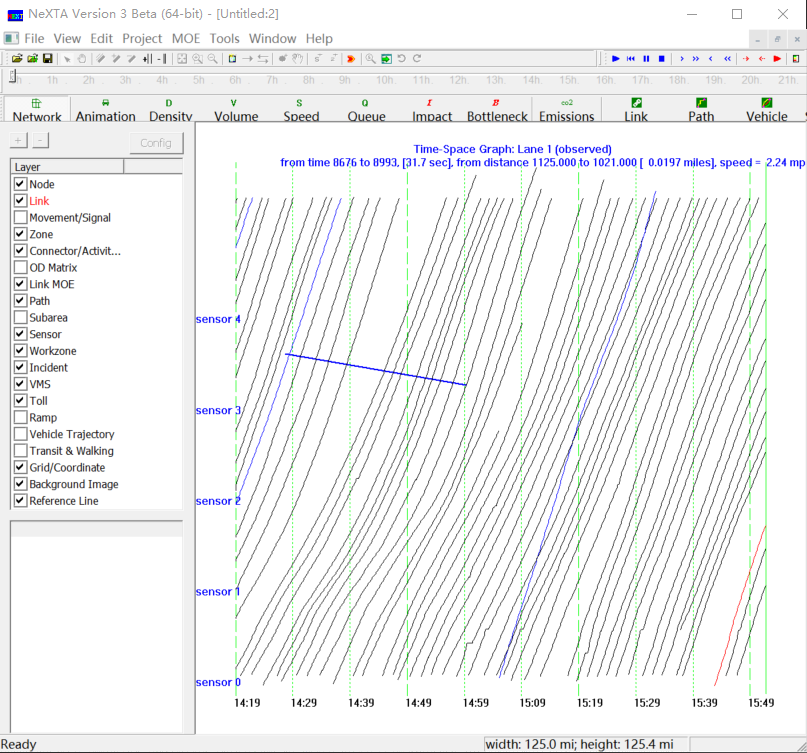 NeXTA Version 3 Beta (64-bit) - [Untitled:2]
File View Edit Project MOE Tools Window Help
0h 1h. 2h. 3h. 4h. 5h. 6h. 7h. 8h. 9h. 10h. 11h. 12h. 13h. 14h. 15h. 16h. 17h. 18h. 19h. 20h. 21h.
D V S Q I B co2
Network Animation Density Volume Speed Queue Impact Bottleneck Emissions Link Path Vehicle
+ - Config
Layer
Node
Link
Movement/Signal
Zone
Connector/Activit...
OD Matrix
Link MOE
Path
Subarea
Sensor
Workzone
Incident
VMS
Toll
Ramp
Vehicle Trajectory
Transit & Walking
Grid/Coordinate
Background Image
Reference Line
Time-Space Graph: Lane 1 (observed)
from time 8676 to 8993, [31.7 sec], from distance 1125.000 to 1021.000 [ 0.0197 miles], speed = 2.24 mp
sensor 4
sensor 3
sensor 2
sensor 1
sensor 0
14:19 14:29 14:39 14:49 14:59 15:09 15:19 15:29 15:39 15:49
Ready
width: 125.0 mi; height: 125.4 mi